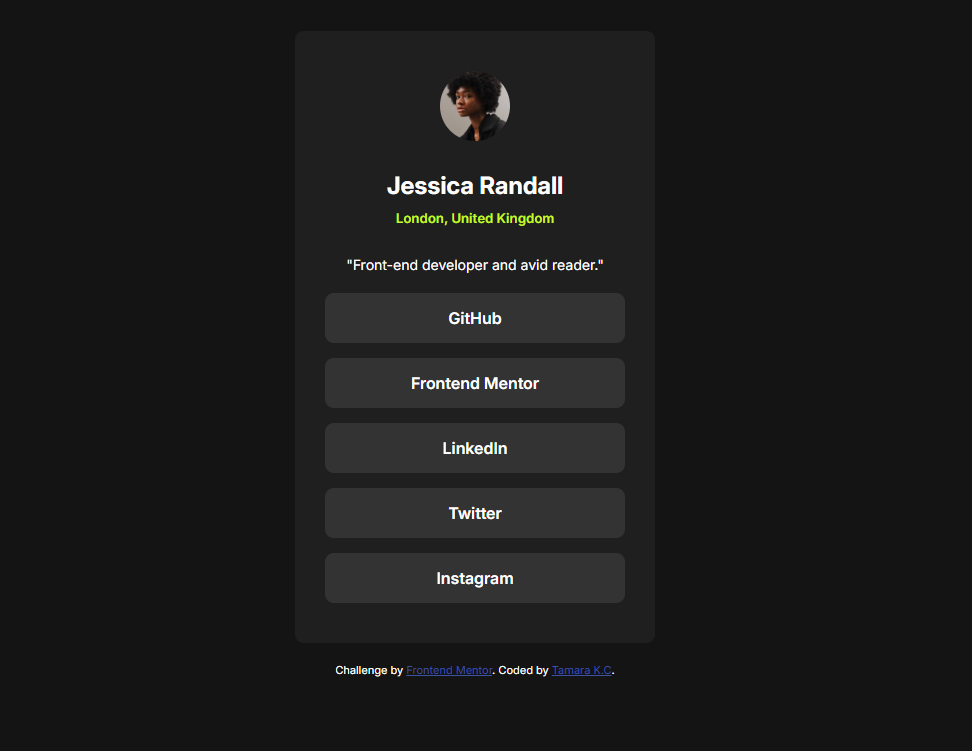 Jessica Randall
London, United Kingdom
"Front-end developer and avid reader."
GitHub
Frontend Mentor
LinkedIn
Twitter
Instagram
Challenge by Frontend Mentor. Coded by Tamara K.C.